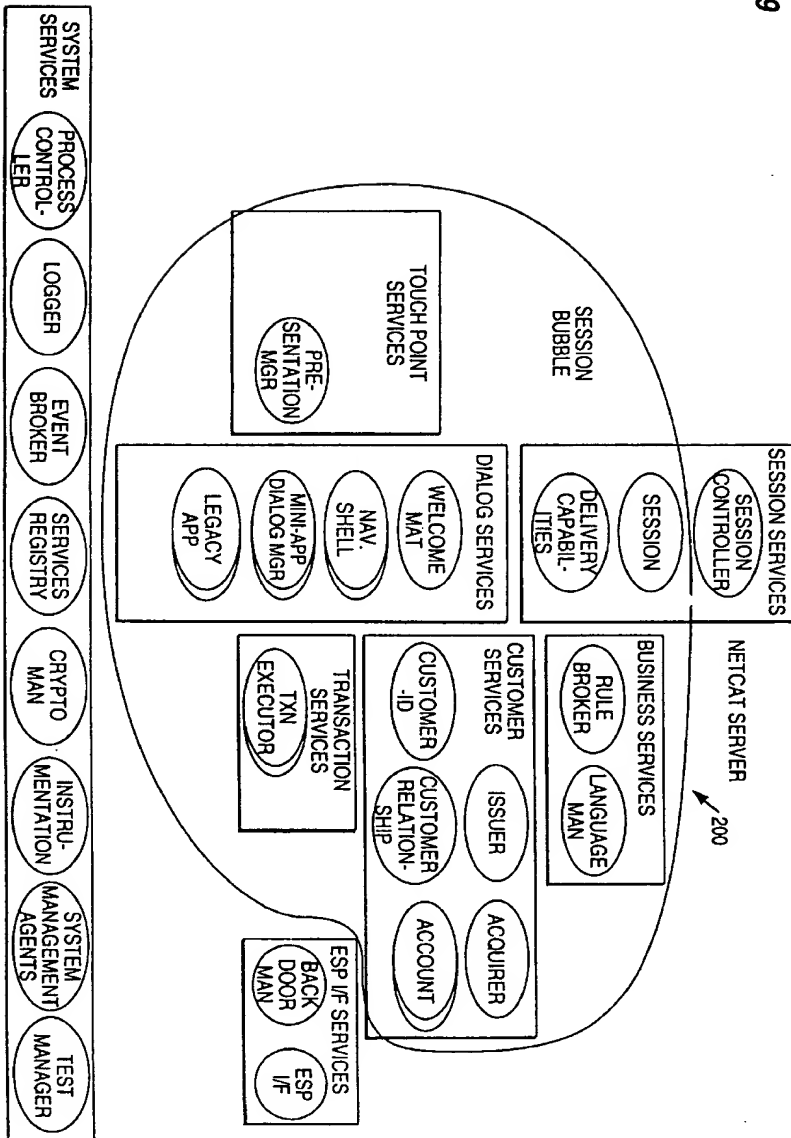 NETCAT SERVER
200
SESSION SERVICES
SESSION
CONTROLLER
SESSION
DELIVERY
CAPABIL-
ITIES
SESSION
BUBBLE
BUSINESS SERVICES
RULE
BROKER
LANGUAGE
MAN
TOUCH POINT
SERVICES
PRE-
SENTATION
MGR
DIALOG SERVICES
WELCOME
MAT
NAV.
SHELL
MINI-APP
DIALOG MGR
LEGACY
APP
CUSTOMER
SERVICES
ISSUER
ACQUIRER
CUSTOMER
-ID
CUSTOMER
RELATION-
SHIP
ACCOUNT
TRANSACTION
SERVICES
TXN
EXECUTOR
ESP I/F SERVICES
BACK
DOOR
MAN
ESP
I/F
SYSTEM
SERVICES
PROCESS
CONTROL-
LER
LOGGER
EVENT
BROKER
SERVICES
REGISTRY
CRYPTO
MAN
INSTRU-
MENTATION
SYSTEM
MANAGEMENT
AGENTS
TEST
MANAGER